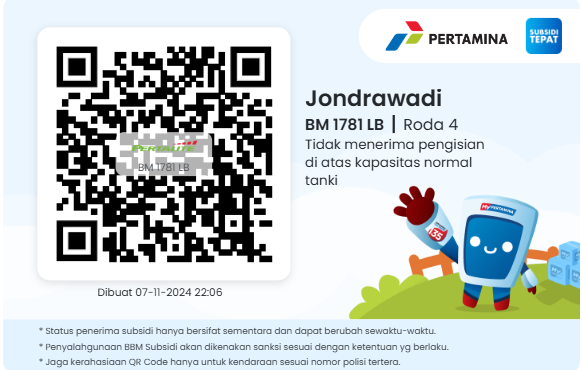 PERTAMINA
SUBSIDI
TEPAT
Jondrawadi
BM 1781 LB | Roda 4
Tidak menerima pengisian
di atas kapasitas normal
tanki
PERTALITE
BM 1781 LB
MYPERTAMINA
135
Dibuat 07-11-2024 22:06
* Status penerima subsidi hanya bersifat sementara dan dapat berubah sewaktu-waktu.
* Penyalahgunaan BBM Subsidi akan dikenakan sanksi sesuai dengan ketentuan yg berlaku.
* Jaga kerahasiaan QR Code hanya untuk kendaraan sesuai nomor polisi tertera.